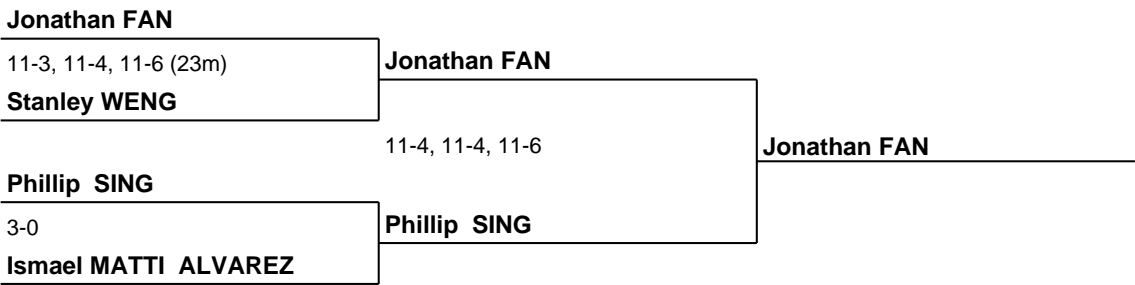 Jonathan FAN
11-3, 11-4, 11-6 (23m)
Stanley WENG
Jonathan FAN
11-4, 11-4, 11-6
Jonathan FAN
Phillip  SING
3-0
Ismael MATTI  ALVAREZ
Phillip  SING